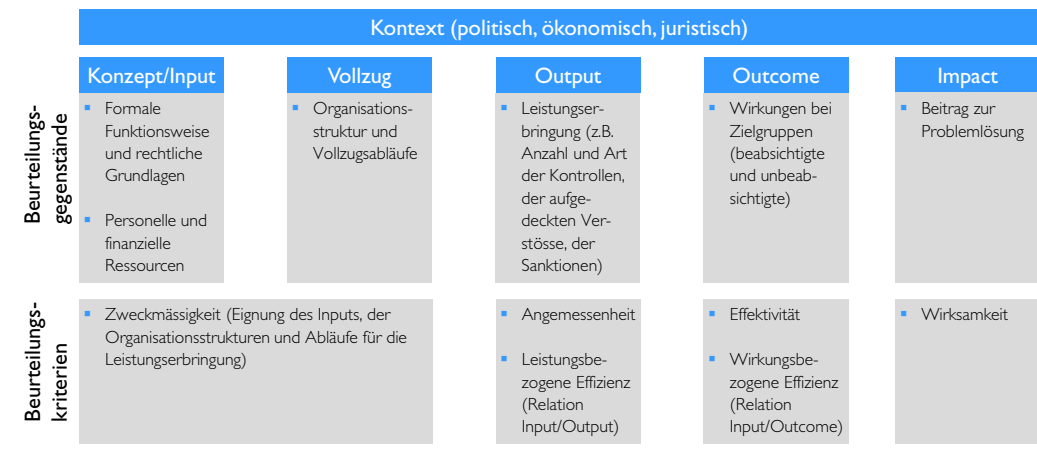 Kontext (politisch, ökonomisch, juristisch)
Konzept/Input
Vollzug
Output
Outcome
Impact
Beurteilungs-
gegenstände
Formale
Funktionsweise
und rechtliche
Grundlagen
Personelle und
finanzielle
Ressourcen
Organisations-
struktur und
Vollzugsabläufe
Leistungser-
bringung (z.B.
Anzahl und Art
der Kontrollen,
der aufge-
deckten Ver-
stösse, der
Sanktionen)
Wirkungen bei
Zielgruppen
(beabsichtigte
und unbeab-
sichtigte)
Beitrag zur
Problemlösung
Beurteilungs-
kriterien
Zweckmässigkeit (Eignung des Inputs, der
Organisationsstrukturen und Abläufe für die
Leistungserbringung)
Angemessenheit
Leistungsbe-
zogene Effizienz
(Relation
Input/Output)
Effektivität
Wirkungsbe-
zogene Effizienz
(Relation
Input/Outcome)
Wirksamkeit